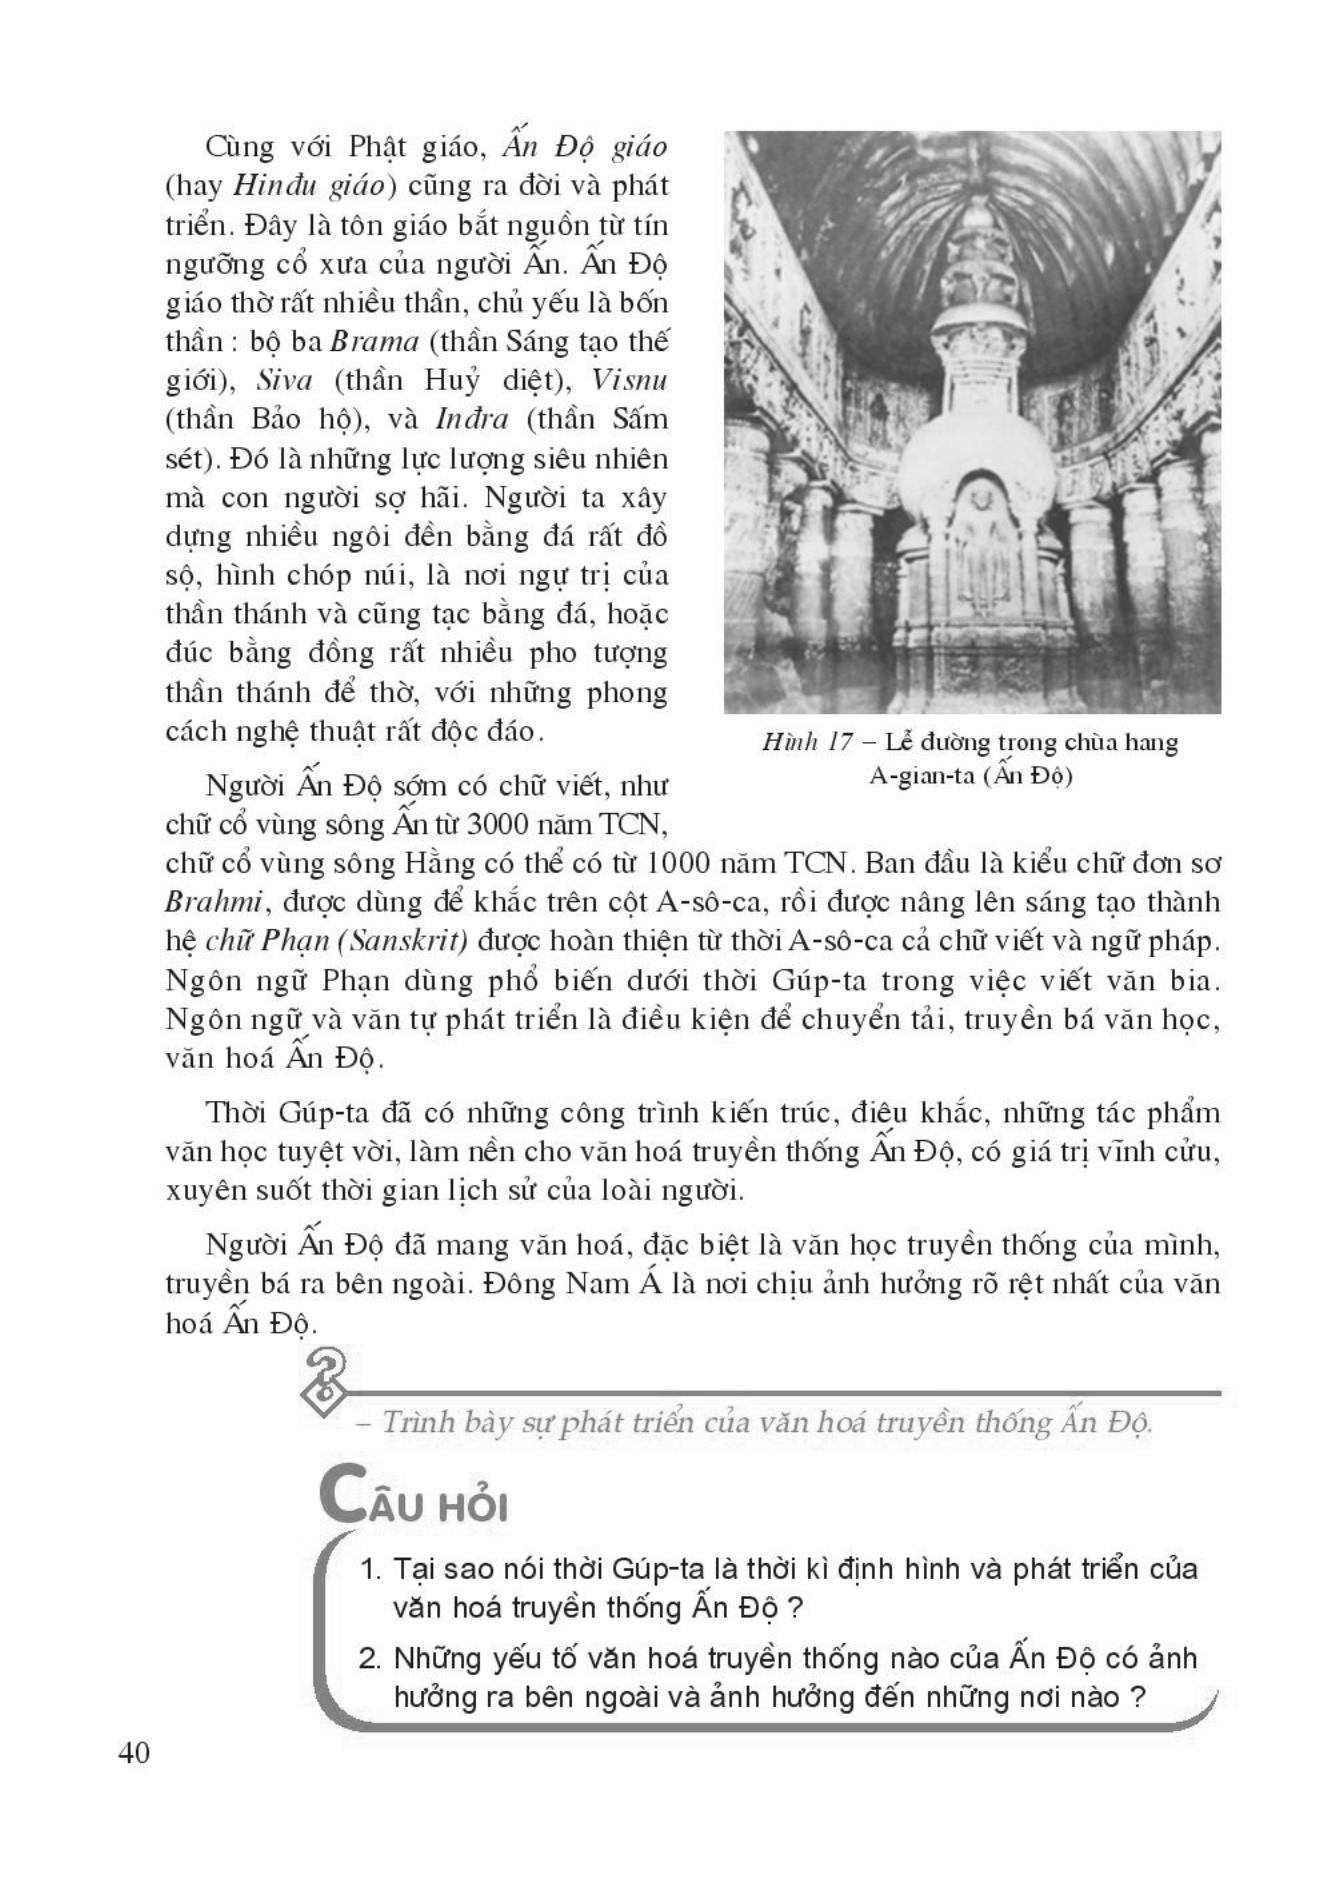 Cùng với Phật giáo, Ấn Độ giáo
(hay Hinđu giáo) cũng ra đời và phát
triển. Đây là tôn giáo bắt nguồn từ tín
ngưỡng cổ xưa của người Ấn. Ấn Độ
giáo thờ rất nhiều thần, chủ yếu là bốn
thần : bộ ba Brama (thần Sáng tạo thế
giới), Siva (thần Huỷ diệt), Visnu
(thần Bảo hộ), và Inđra (thần Sấm
sét). Đó là những lực lượng siêu nhiên
mà con người sợ hãi. Người ta xây
dựng nhiều ngôi đền bằng đá rất đồ
sộ, hình chóp núi, là nơi ngự trị của
thần thánh và cũng tạc bằng đá, hoặc
đúc bằng đồng rất nhiều pho tượng
thần thánh để thờ, với những phong
cách nghệ thuật rất độc đáo.
Hình 17 – Lễ đường trong chùa hang
A-gian-ta (Ấn Độ)
Người Ấn Độ sớm có chữ viết, như
chữ cổ vùng sông Ấn từ 3000 năm TCN,
chữ cổ vùng sông Hằng có thể có từ 1000 năm TCN. Ban đầu là kiểu chữ đơn sơ
Brahmi, được dùng để khắc trên cột A-sô-ca, rồi được nâng lên sáng tạo thành
hệ chữ Phạn (Sanskrit) được hoàn thiện từ thời A-sô-ca cả chữ viết và ngữ pháp.
Ngôn ngữ Phạn dùng phổ biến dưới thời Gúp-ta trong việc viết văn bia.
Ngôn ngữ và văn tự phát triển là điều kiện để chuyển tải, truyền bá văn học,
văn hoá Ấn Độ.
Thời Gúp-ta đã có những công trình kiến trúc, điêu khắc, những tác phẩm
văn học tuyệt vời, làm nền cho văn hoá truyền thống Ấn Độ, có giá trị vĩnh cửu,
xuyên suốt thời gian lịch sử của loài người.
Người Ấn Độ đã mang văn hoá, đặc biệt là văn học truyền thống của mình,
truyền bá ra bên ngoài. Đông Nam Á là nơi chịu ảnh hưởng rõ rệt nhất của văn
hoá Ấn Độ.
?
– Trình bày sự phát triển của văn hoá truyền thống Ấn Độ.
CÂU HỎI
1. Tại sao nói thời Gúp-ta là thời kì định hình và phát triển của
văn hoá truyền thống Ấn Độ ?
2. Những yếu tố văn hoá truyền thống nào của Ấn Độ có ảnh
hưởng ra bên ngoài và ảnh hưởng đến những nơi nào ?
40